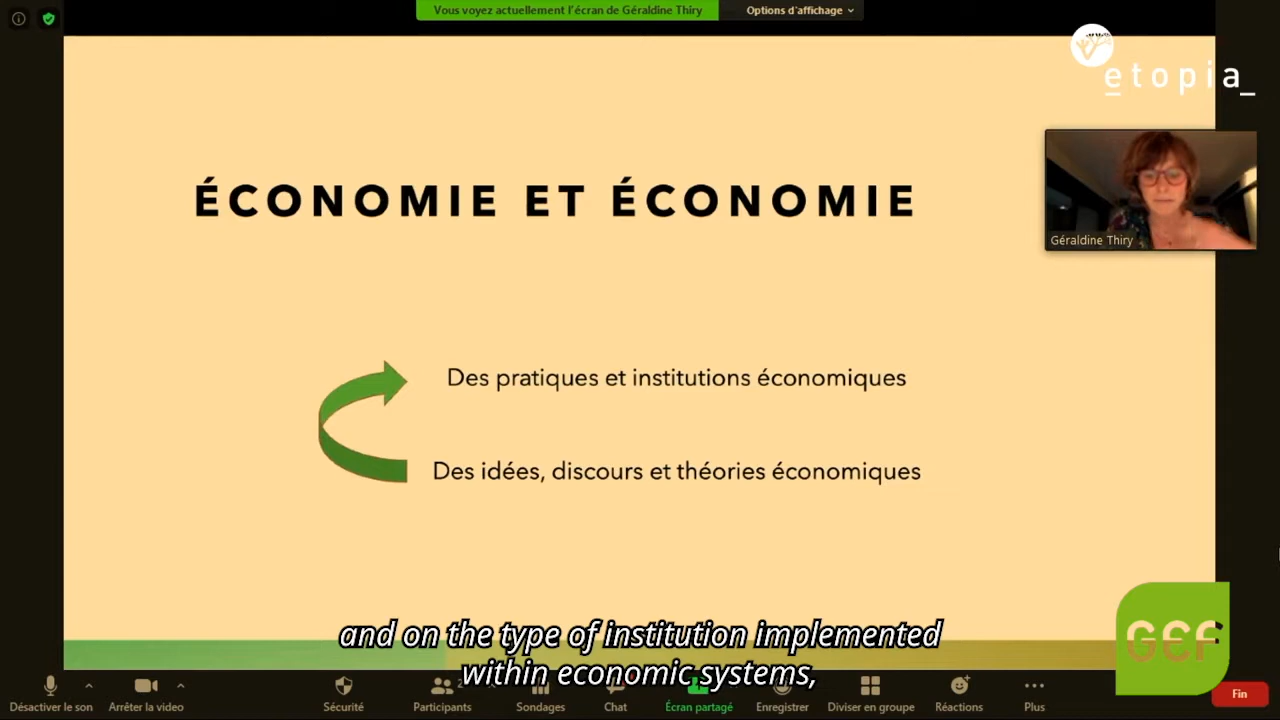 Vous voyez actuellement l'écran de Géraldine Thiry
Options d'affichage
etopia_
ÉCONOMIE ET ÉCONOMIE
Géraldine Thiry
Des pratiques et institutions économiques
Des idées, discours et théories économiques
and on the type of institution implemented
within economic systems,
GEF
Désactiver le son
Arrêter la video
Sécurité
Participants
2
Sondages
Chat
Écran partagé
Enregistrer
Diviser en groupe
Réactions
Plus
Fin